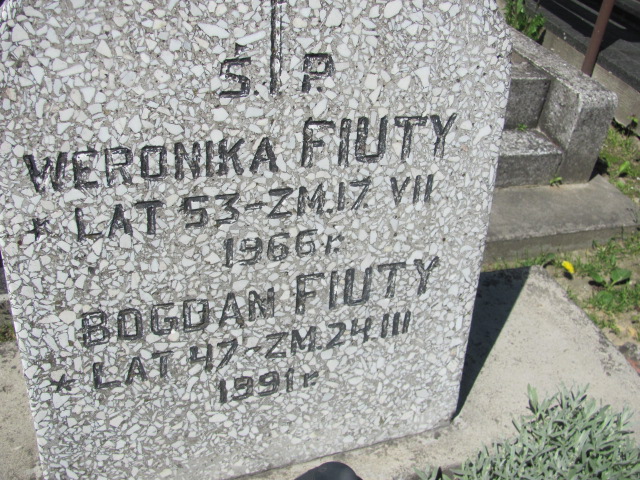 Ś. P.
WERONIKA FIUTY
* LAT 53-ZM.17. VII
1966 r.
BOGDAN FIUTY
* LAT 47-ZM.24.III
1991 r.